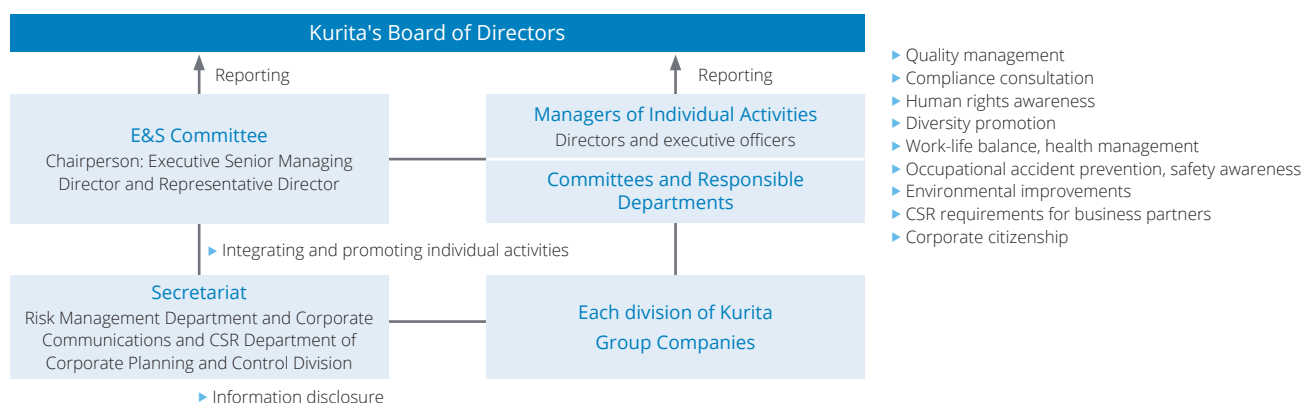 Kurita's Board of Directors
Reporting
Reporting
E&S Committee
Chairperson: Executive Senior Managing
Director and Representative Director
Managers of Individual Activities
Directors and executive officers
Committees and Responsible
Departments
▶ Integrating and promoting individual activities
Secretariat
Risk Management Department and Corporate
Communications and CSR Department of
Corporate Planning and Control Division
Each division of Kurita
Group Companies
▶ Information disclosure
▶ Quality management
▶ Compliance consultation
▶ Human rights awareness
▶ Diversity promotion
▶ Work-life balance, health management
▶ Occupational accident prevention, safety awareness
▶ Environmental improvements
▶ CSR requirements for business partners
▶ Corporate citizenship